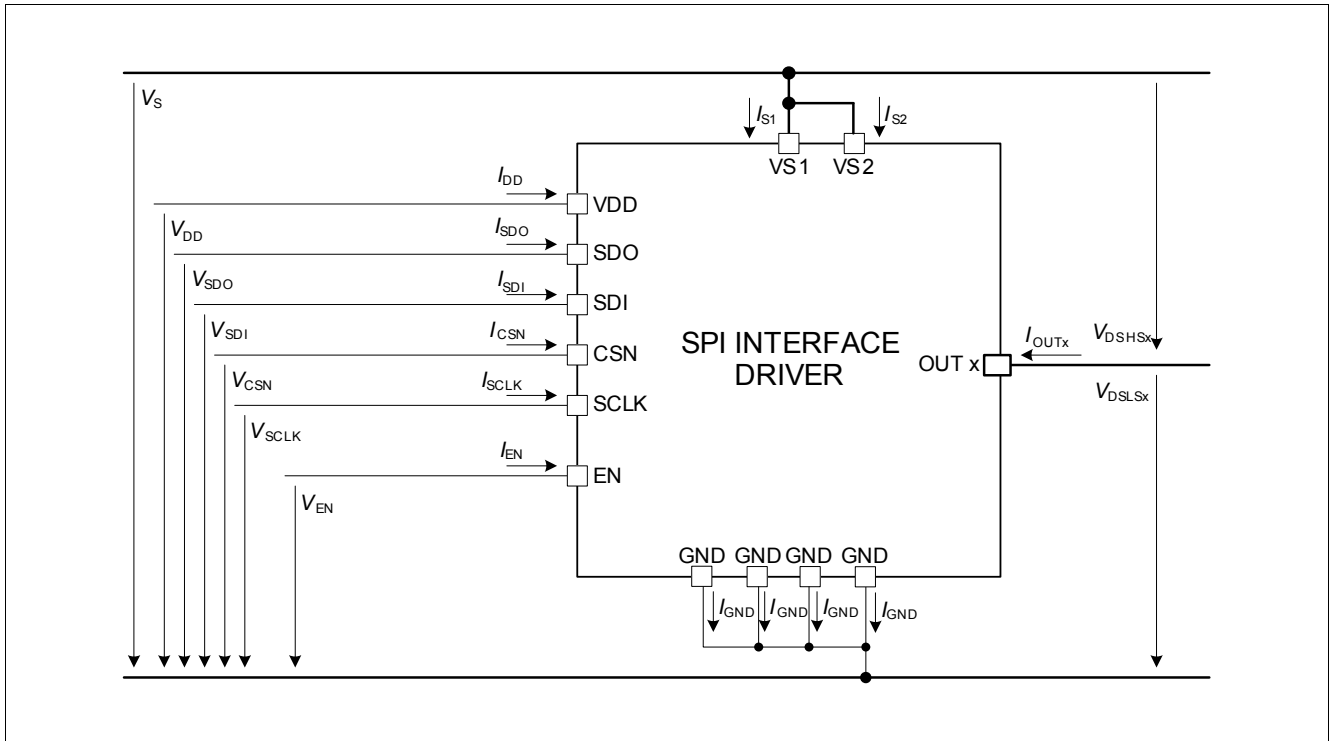 VS
IS1
IS2
VS1
VS2
IDD
VDD
VDD
ISDO
SDO
VSDO
ISDI
SDI
VSDI
ICSN
CSN
VCSN
ISCLK
SCLK
VSCLK
IEN
EN
VEN
SPI INTERFACE
DRIVER
OUT x
IOUTx
VDSHSx
VDSLSx
GND GND GND GND
IGND IGND IGND IGND